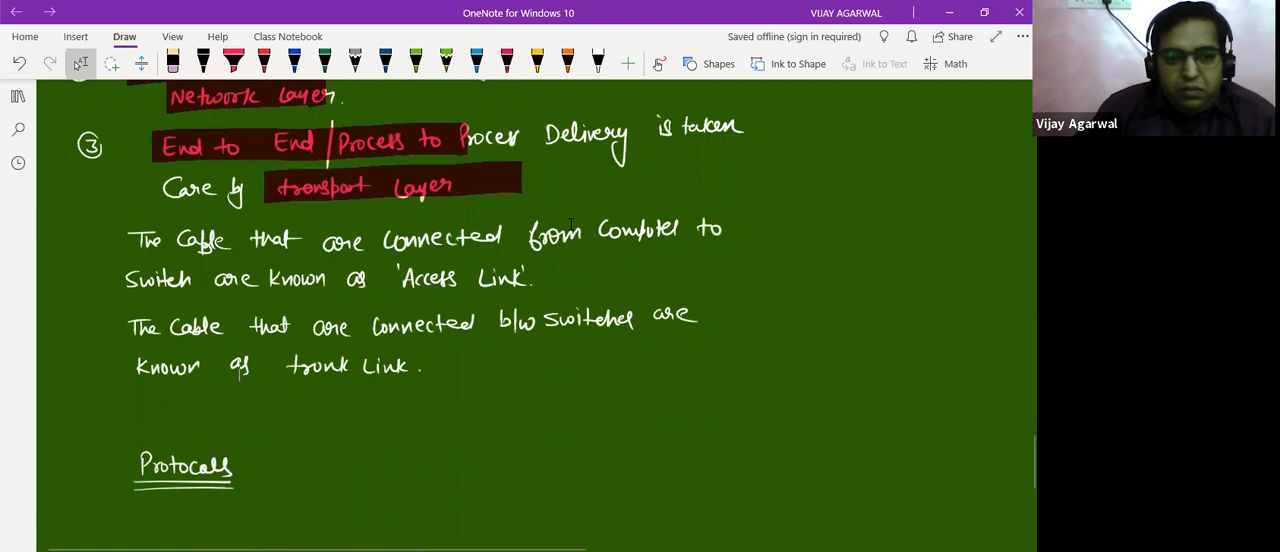 OneNote for Windows 10
VIJAY AGARWAL
Home Insert Draw View Help Class Notebook
Saved offline (sign in required) Share
Shapes Ink to Shape Ink to Text Math
Network Layer.
③ End to End / Process to Process Delivery is taken
Care by transport Layer
The Cable that are connected from Computer to
Switch are known as 'Access Link'.
The Cable that are connected b/w switches are
known as trunk Link.
Protocals
Vijay Agarwal